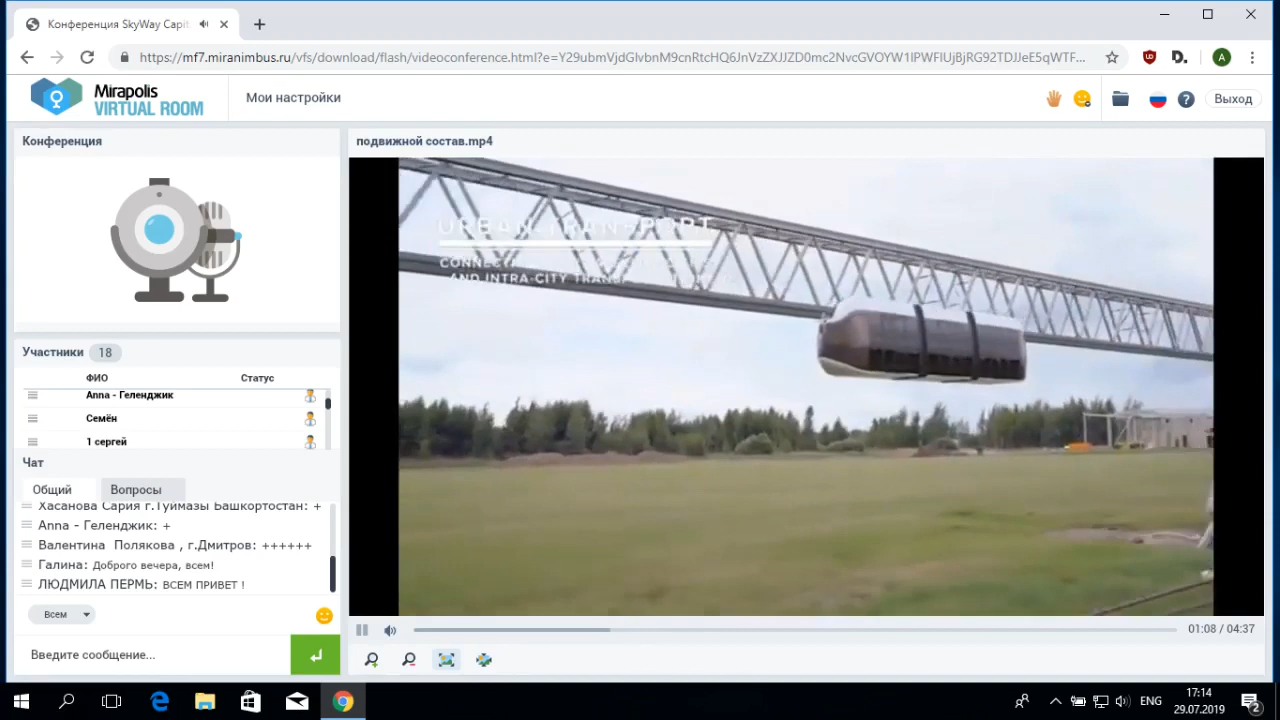 Конференция SkyWay Capit
https://mf7.miranimbus.ru/vfs/download/flash/videoconference.html?e=Y29ubmVjdGlvbnM9cnRtcHQ6JnVzZXJJZD0mc2NvcGVOYW1lPWFlUjBjRG92TDJJeE5qWTF...
A
Mirapolis
VIRTUAL ROOM
Мои настройки
Выход
Конференция
подвижной состав.mp4
URBAN TRANSPORT
AND INTRA-CITY
Участники 18
ФИО Статус
Anna - Геленджик
Семён
1 сергей
Чат
Общий Вопросы
Хасанова Сария г.Туймазы Башкортостан: +
Anna - Геленджик: +
Валентина Полякова , г.Дмитров: ++++++
Галина: Доброго вечера, всем!
ЛЮДМИЛА ПЕРМЬ: ВСЕМ ПРИВЕТ !
Всем
01:08 / 04:37
Введите сообщение...
ENG
17:14
29.07.2019
2